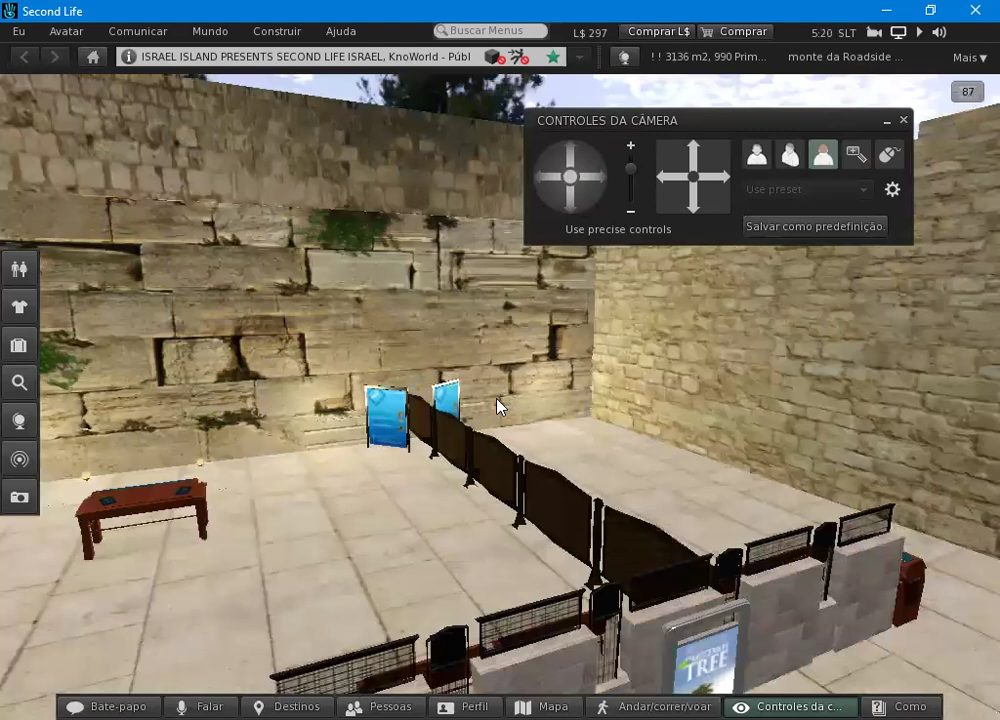 Second Life
Eu Avatar Comunicar Mundo Construir Ajuda
Buscar Menus
L$ 297
Comprar L$
Comprar
5:20 SLT
ISRAEL ISLAND PRESENTS SECOND LIFE ISRAEL, KnoWorld - Públ
!! 3136 m2, 990 Prim...
monte da Roadside ...
Mais
87
CONTROLES DA CÂMERA
Use preset
Use precise controls
Salvar como predefinição.
TREE
Bate-papo
Falar
Destinos
Pessoas
Perfil
Mapa
Andar/correr/voar
Controles da c...
Como